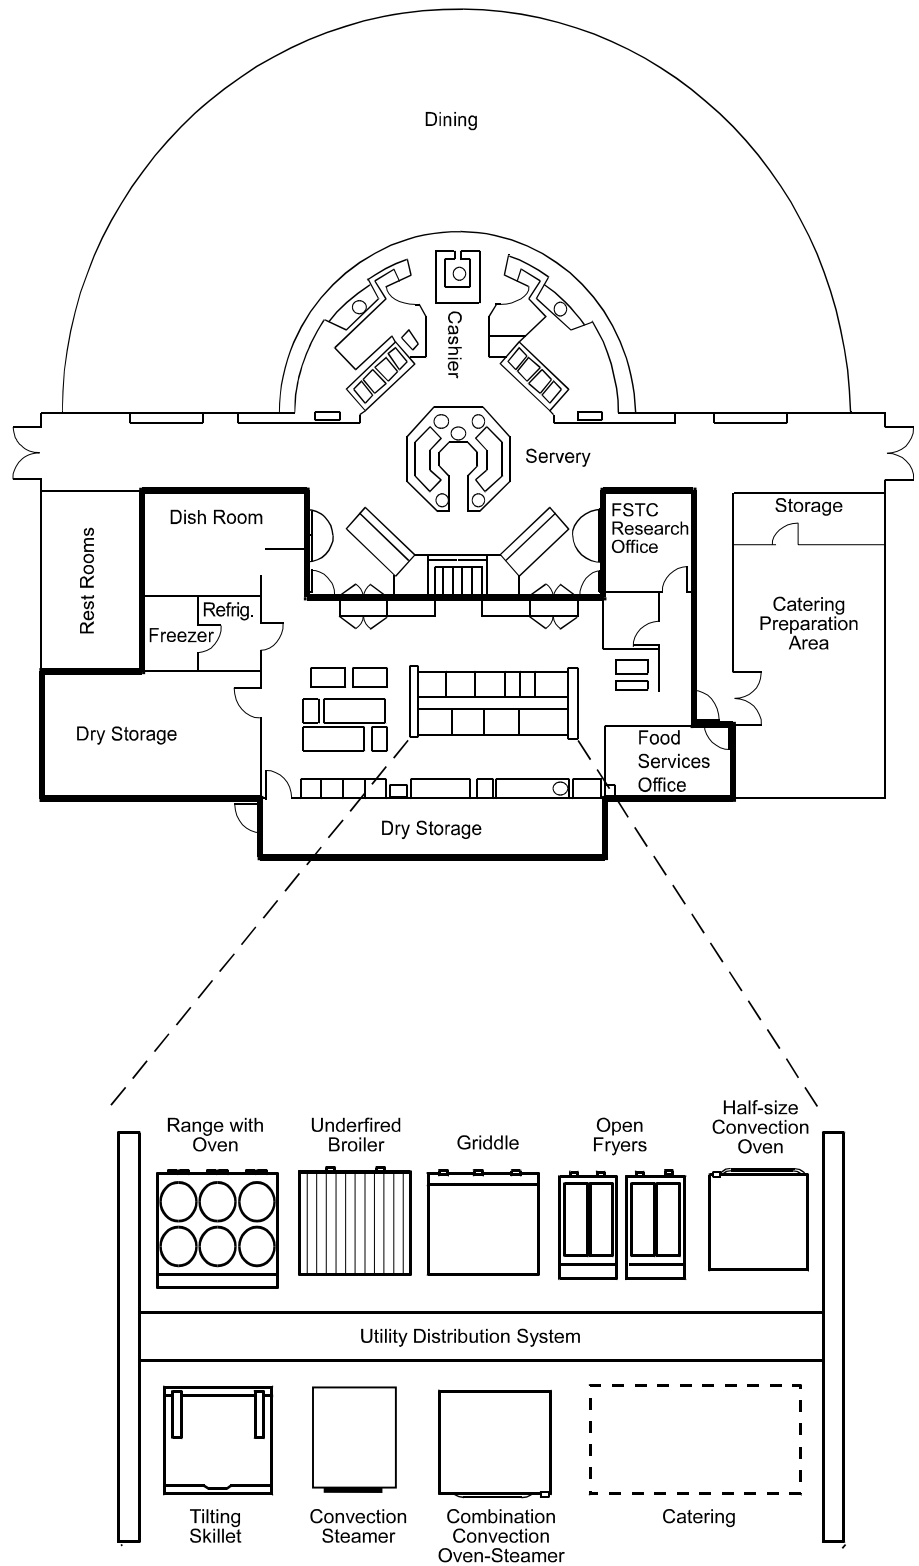 Dining
Cashier
Servery
Dish Room
FSTC
Research
Office
Storage
Rest Rooms
Refrig.
Freezer
Catering
Preparation
Area
Dry Storage
Food
Services
Office
Dry Storage
Range with
Oven
Underfired
Broiler
Griddle
Open
Fryers
Half-size
Convection
Oven
Utility Distribution System
Tilting
Skillet
Convection
Steamer
Combination
Convection
Oven-Steamer
Catering